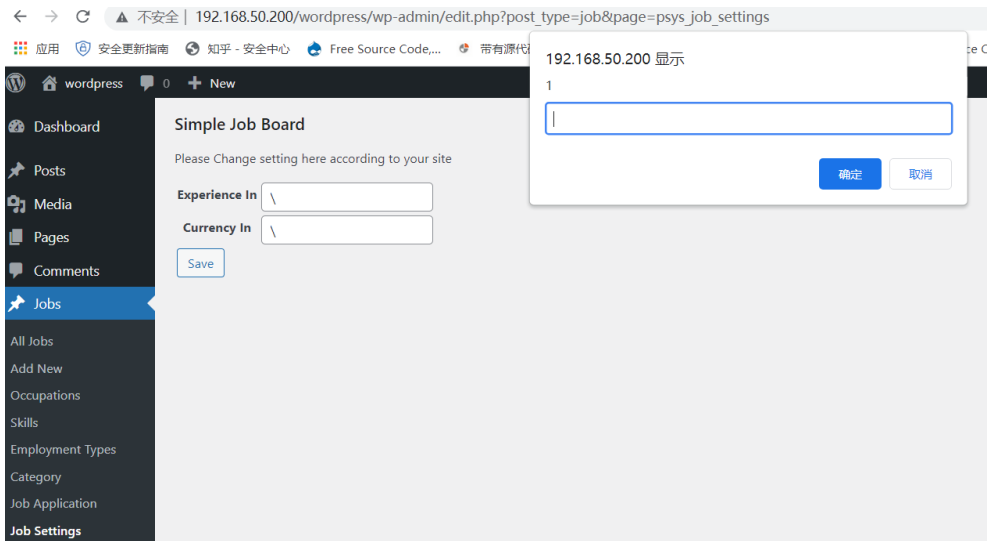 不安全 | 192.168.50.200/wordpress/wp-admin/edit.php?post_type=job&page=psys_job_settings
应用 安全更新指南 知乎 - 安全中心 Free Source Code,... 带有源代
192.168.50.200 显示
1
确定 取消
wordpress 0 + New
Dashboard
Posts
Media
Pages
Comments
Jobs
All Jobs
Add New
Occupations
Skills
Employment Types
Category
Job Application
Job Settings
Simple Job Board
Please Change setting here according to your site
Experience In \
Currency In \
Save